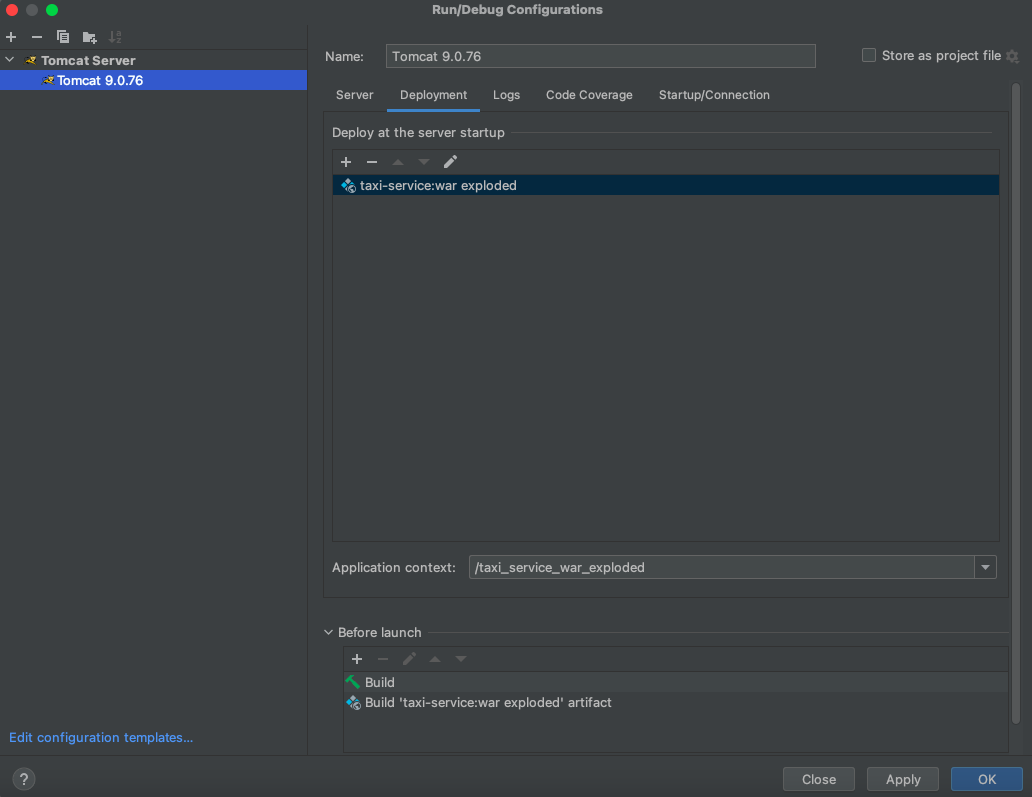 Run/Debug Configurations
Tomcat Server
Tomcat 9.0.76
Name: Tomcat 9.0.76 Store as project file
Server Deployment Logs Code Coverage Startup/Connection
Deploy at the server startup
taxi-service:war exploded
Application context: /taxi_service_war_exploded
Before launch
Build
Build 'taxi-service:war exploded' artifact
Edit configuration templates...
? Close Apply OK